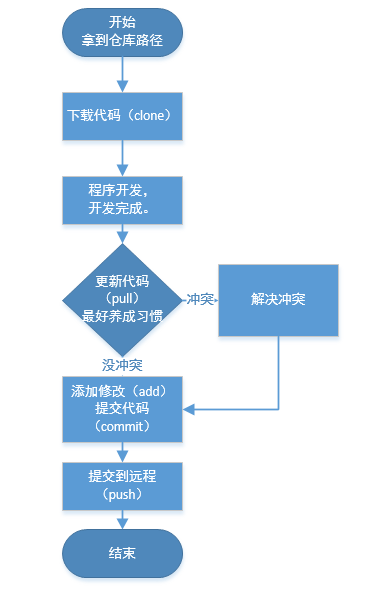 开始
拿到仓库路径
下载代码（clone）
程序开发，
开发完成。
更新代码
（pull）
最好养成习惯
冲突
解决冲突
没冲突
添加修改（add）
提交代码
（commit）
提交到远程
（push）
结束